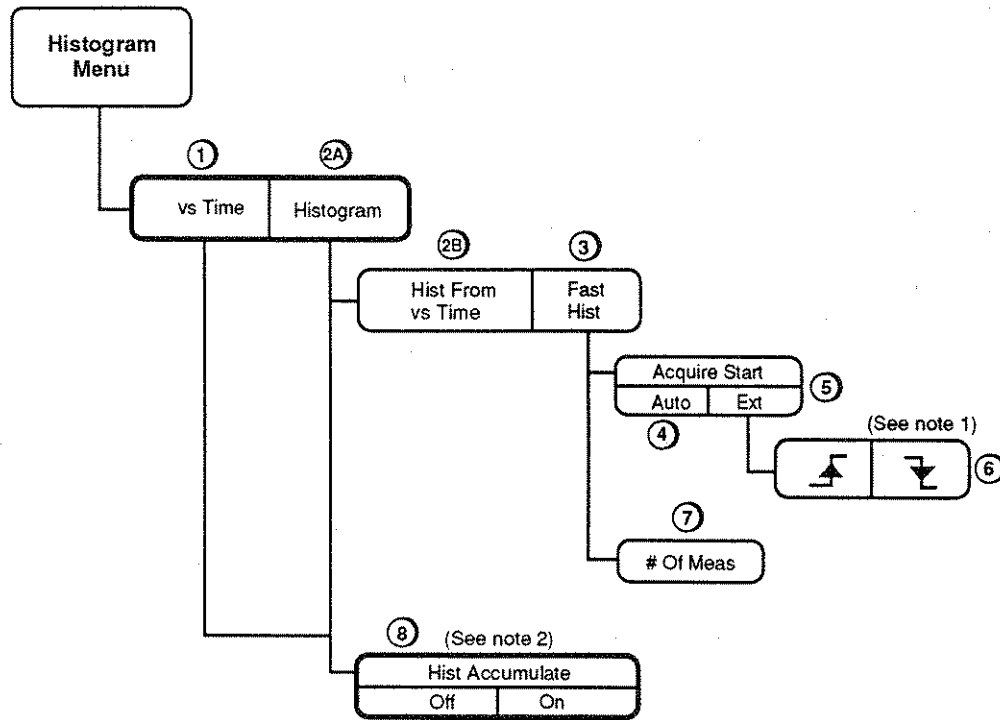 Histogram
Menu
1
2A
vs Time
Histogram
2B
3
Hist From
vs Time
Fast
Hist
Acquire Start
5
Auto
Ext
4
(See note 1)
6
7
# Of Meas
8
(See note 2)
Hist Accumulate
Off
On